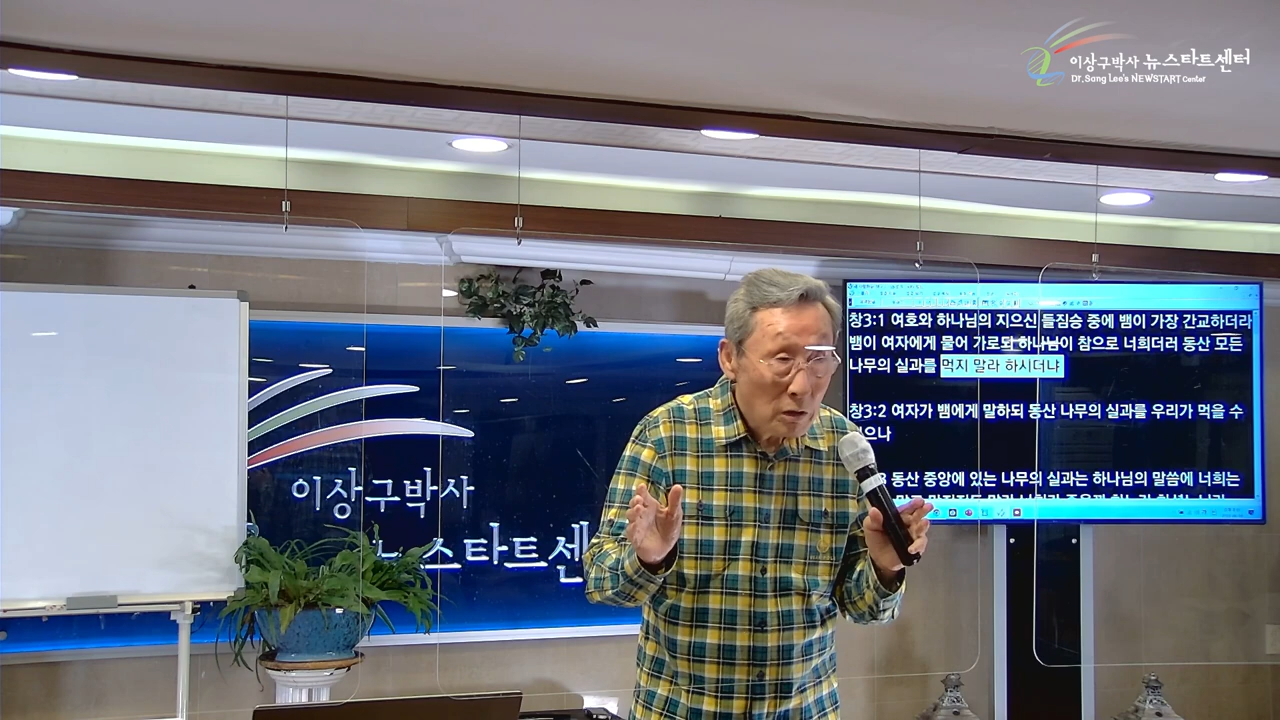 이상구박사 뉴스타트센터
Dr. Sang Lee's NEWSTART Center
창3:1 여호와 하나님의 지으신 들짐승 중에 뱀이 가장 간교하더라
뱀이 여자에게 물어 가로되 하나님이 참으로 너희더러 동산 모든
나무의 실과를 먹지 말라 하시더냐
창3:2 여자가 뱀에게 말하되 동산 나무의 실과를 우리가 먹을 수
동산 중앙에 있는 나무의 실과는 하나님의 말씀에 너희는
이상구박사
뉴스타트센